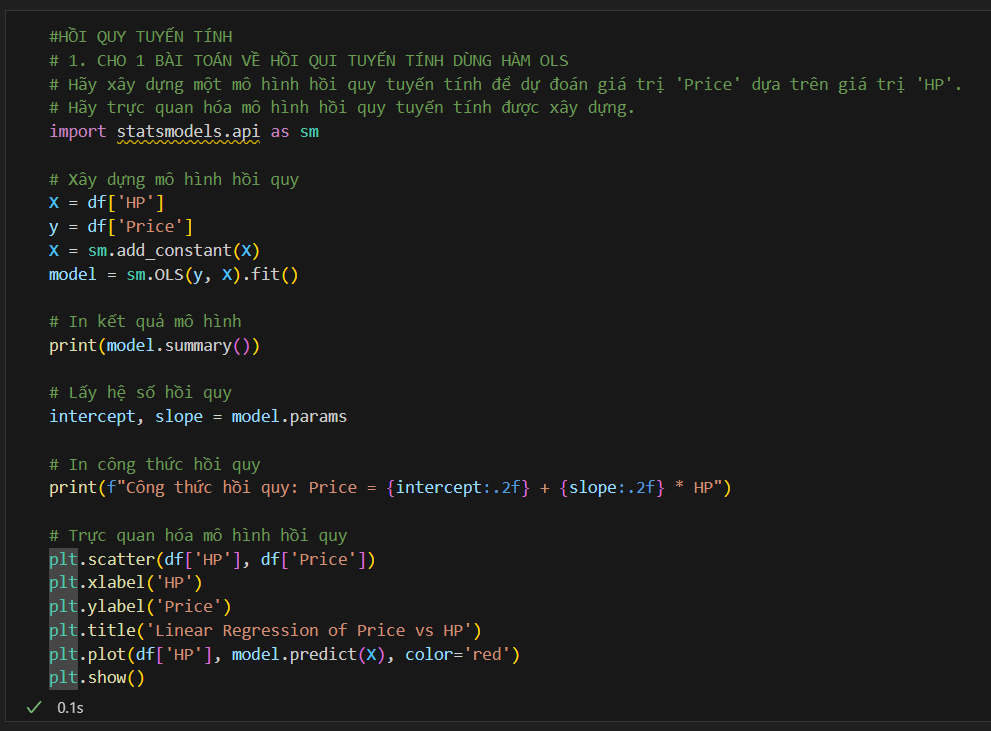 #HỒI QUY TUYẾN TÍNH
# 1. CHO 1 BÀI TOÁN VỀ HỒI QUI TUYẾN TÍNH DÙNG HÀM OLS
# Hãy xây dựng một mô hình hồi quy tuyến tính để dự đoán giá trị 'Price' dựa trên giá trị 'HP'.
# Hãy trực quan hóa mô hình hồi quy tuyến tính được xây dựng.
import statsmodels.api as sm
# Xây dựng mô hình hồi quy
X = df['HP']
y = df['Price']
X = sm.add_constant(X)
model = sm.OLS(y, X).fit()
# In kết quả mô hình
print(model.summary())
# Lấy hệ số hồi quy
intercept, slope = model.params
# In công thức hồi quy
print(f"Công thức hồi quy: Price = {intercept:.2f} + {slope:.2f} * HP")
# Trực quan hóa mô hình hồi quy
plt.scatter(df['HP'], df['Price'])
plt.xlabel('HP')
plt.ylabel('Price')
plt.title('Linear Regression of Price vs HP')
plt.plot(df['HP'], model.predict(X), color='red')
plt.show()
0.1s